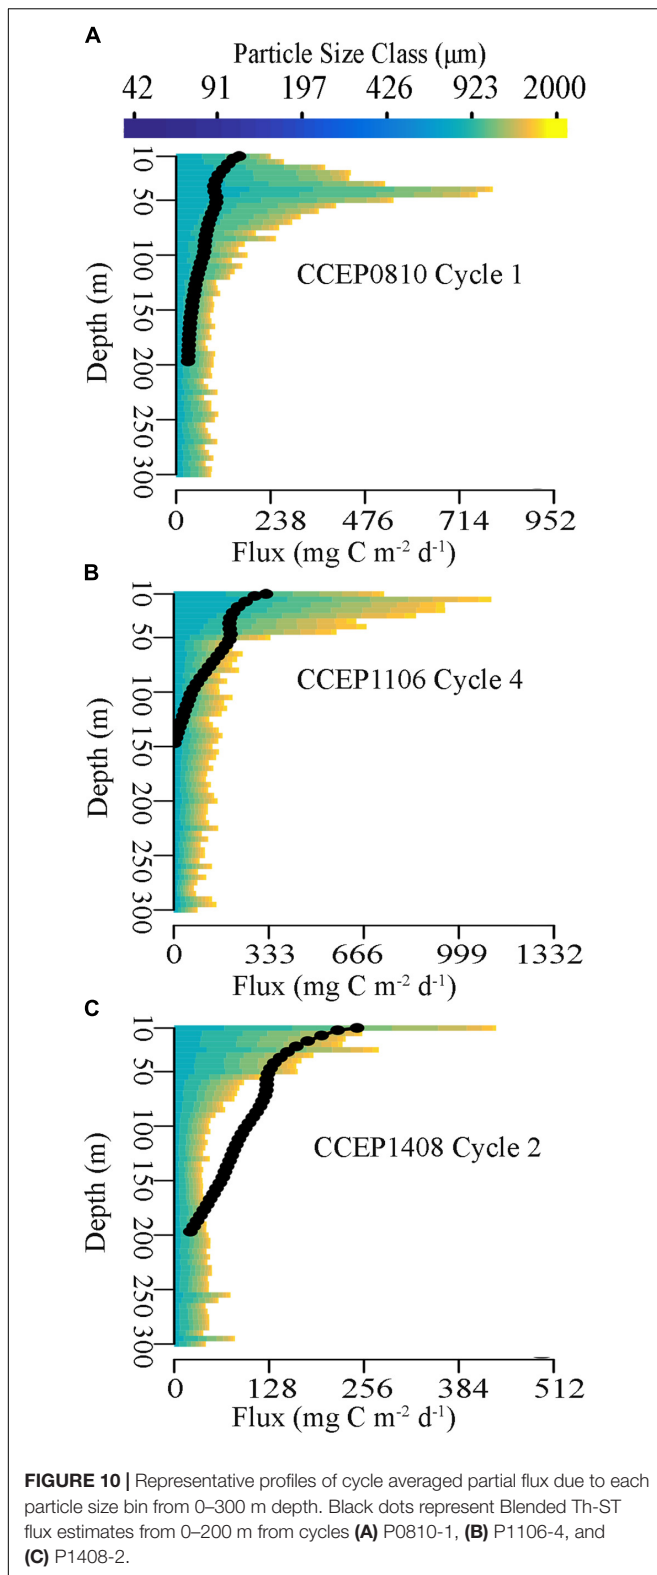 A
Particle Size Class (μm)
42 91 197 426 923 2000
10
50
100
150
200
250
300
Depth (m)
CCEP0810 Cycle 1
0 238 476 714 952
Flux (mg C m-2 d-1)
B
10
50
100
150
200
250
300
Depth (m)
CCEP1106 Cycle 4
0 333 666 999 1332
Flux (mg C m-2 d-1)
C
10
50
100
150
200
250
300
Depth (m)
CCEP1408 Cycle 2
0 128 256 384 512
Flux (mg C m-2 d-1)
FIGURE 10 | Representative profiles of cycle averaged partial flux due to each
particle size bin from 0–300 m depth. Black dots represent Blended Th-ST
flux estimates from 0–200 m from cycles (A) P0810-1, (B) P1106-4, and
(C) P1408-2.